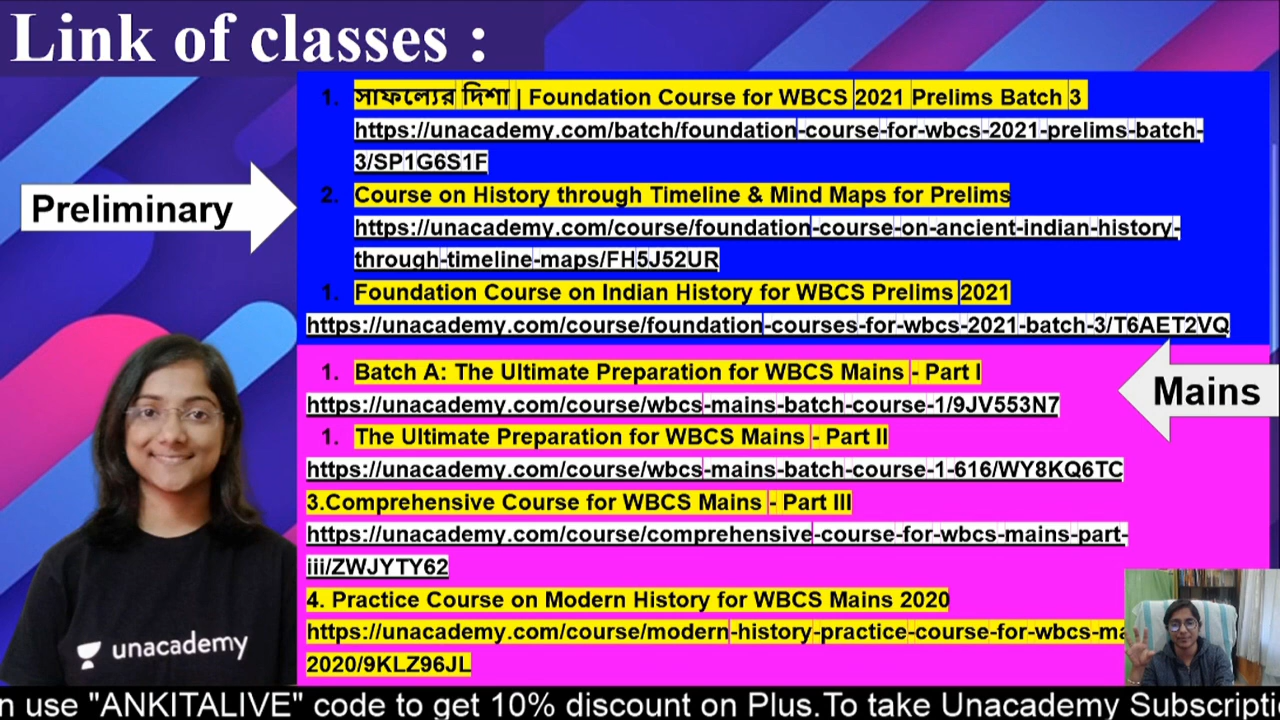 Link of classes :
1. সাফল্যের দিশা | Foundation Course for WBCS 2021 Prelims Batch 3
https://unacademy.com/batch/foundation-course-for-wbcs-2021-prelims-batch-
3/SP1G6S1F
Preliminary
2. Course on History through Timeline & Mind Maps for Prelims
https://unacademy.com/course/foundation-course-on-ancient-indian-history-
through-timeline-maps/FH5J52UR
1. Foundation Course on Indian History for WBCS Prelims 2021
https://unacademy.com/course/foundation-courses-for-wbcs-2021-batch-3/T6AET2VQ
Mains
1. Batch A: The Ultimate Preparation for WBCS Mains - Part I
https://unacademy.com/course/wbcs-mains-batch-course-1/9JV553N7
1. The Ultimate Preparation for WBCS Mains - Part II
https://unacademy.com/course/wbcs-mains-batch-course-1-616/WY8KQ6TC
3.Comprehensive Course for WBCS Mains - Part III
https://unacademy.com/course/comprehensive-course-for-wbcs-mains-part-
iii/ZWJYTY62
4. Practice Course on Modern History for WBCS Mains 2020
https://unacademy.com/course/modern-history-practice-course-for-wbcs-ma
2020/9KLZ96JL
unacademy
n use "ANKITALIVE" code to get 10% discount on Plus.To take Unacademy Subscripti